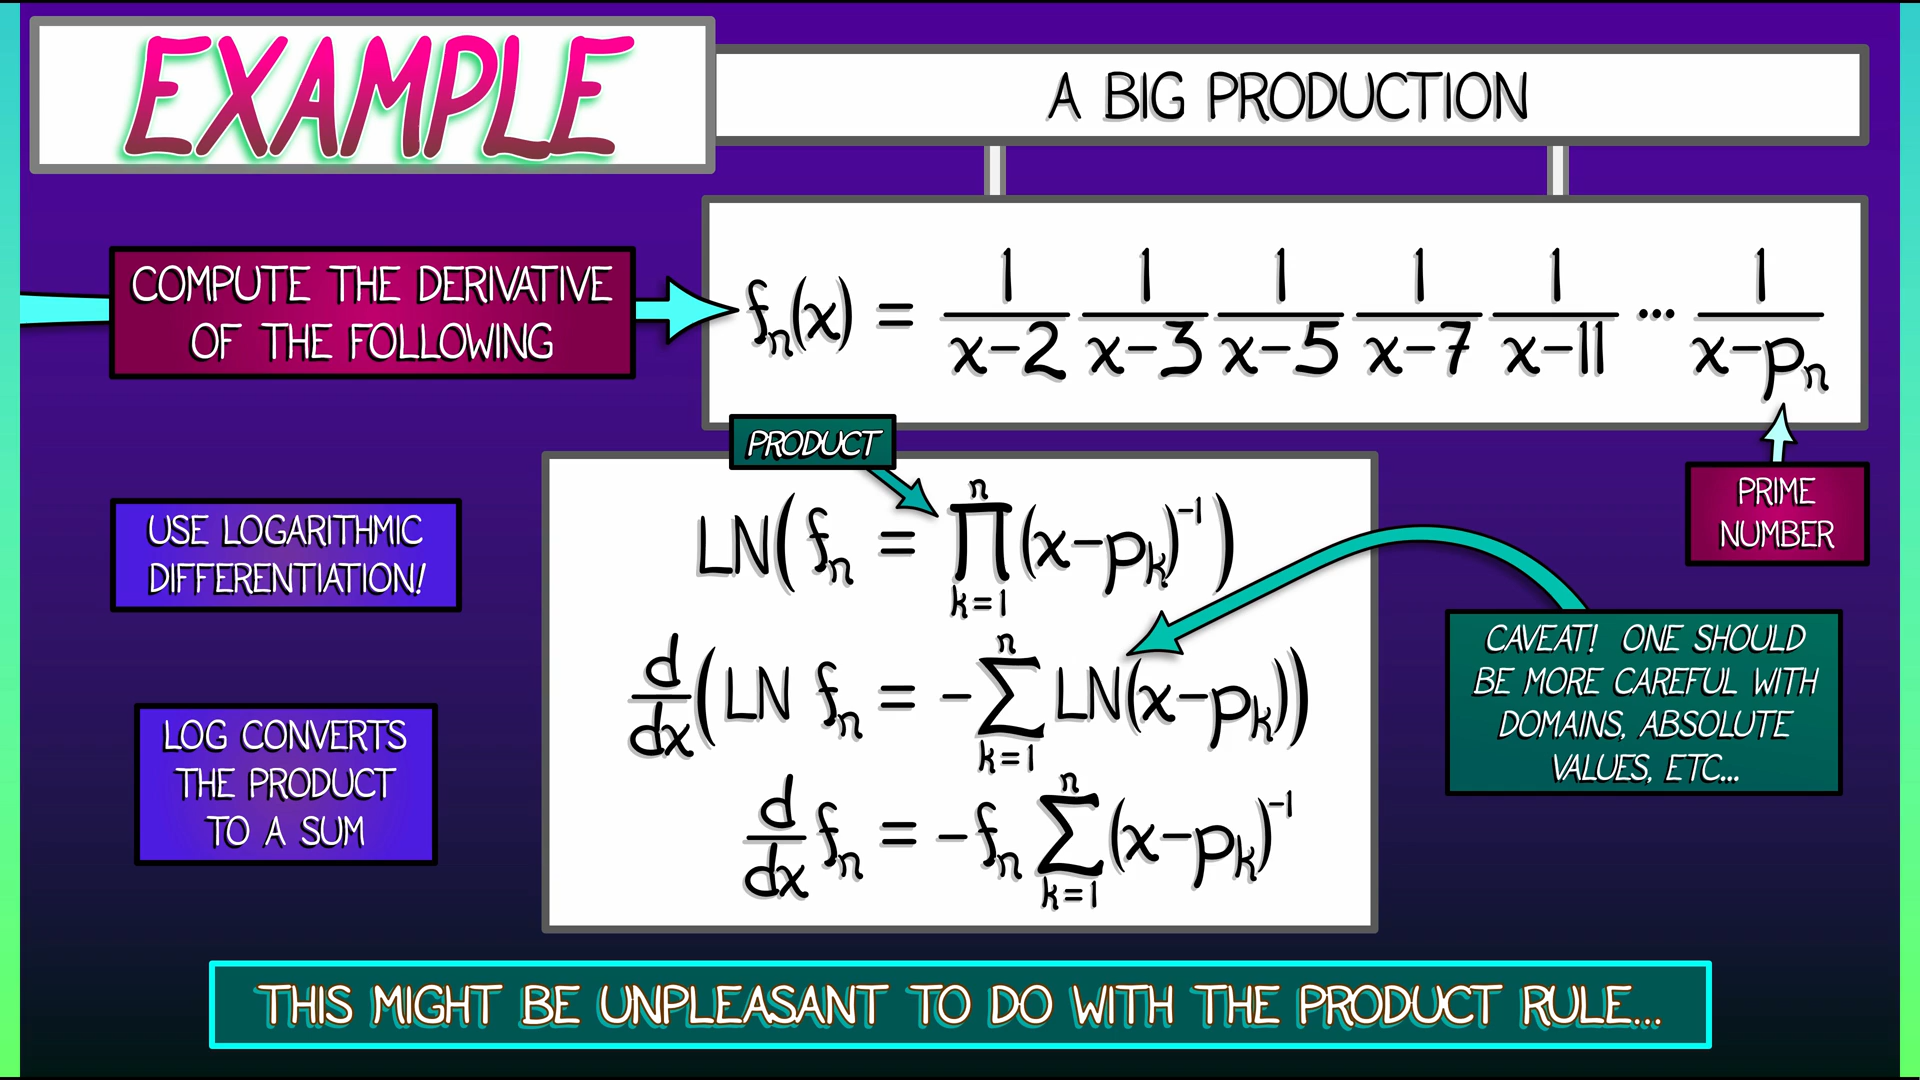 EXAMPLE
A BIG PRODUCTION
COMPUTE THE DERIVATIVE
OF THE FOLLOWING
fₙ(x) = 1/(x-2) 1/(x-3) 1/(x-5) 1/(x-7) 1/(x-11) ... 1/(x-pₙ)
PRODUCT
PRIME
NUMBER
USE LOGARITHMIC
DIFFERENTIATION!
LN( fₙ = ∏ₖ₌₁ⁿ (x-pₖ)⁻¹ )
CAVEAT! ONE SHOULD
BE MORE CAREFUL WITH
DOMAINS, ABSOLUTE
VALUES, ETC...
d/dx ( LN fₙ = -∑ₖ₌₁ⁿ LN(x-pₖ))
LOG CONVERTS
THE PRODUCT
TO A SUM
d/dx fₙ = -fₙ ∑ₖ₌₁ⁿ (x-pₖ)⁻¹
THIS MIGHT BE UNPLEASANT TO DO WITH THE PRODUCT RULE...